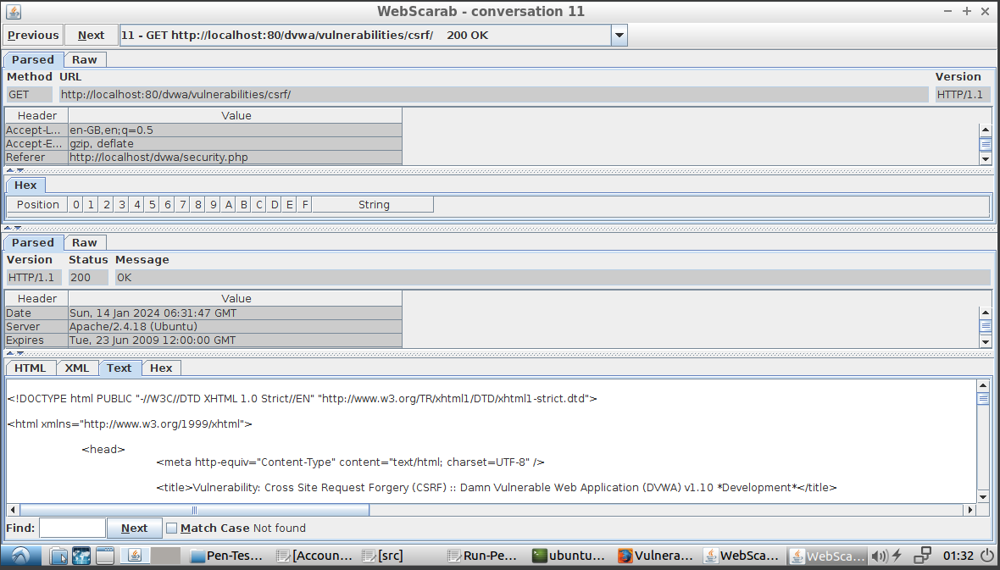 WebScarab - conversation 11
Previous Next 11 - GET http://localhost:80/dvwa/vulnerabilities/csrf/ 200 OK
Parsed Raw
Method URL Version
GET http://localhost:80/dvwa/vulnerabilities/csrf/ HTTP/1.1
Header Value
Accept-L... en-GB,en;q=0.5
Accept-E... gzip, deflate
Referer http://localhost/dvwa/security.php
Hex
Position 0 1 2 3 4 5 6 7 8 9 A B C D E F String
Parsed Raw
Version Status Message
HTTP/1.1 200 OK
Header Value
Date Sun, 14 Jan 2024 06:31:47 GMT
Server Apache/2.4.18 (Ubuntu)
Expires Tue, 23 Jun 2009 12:00:00 GMT
HTML XML Text Hex
<!DOCTYPE html PUBLIC "-//W3C//DTD XHTML 1.0 Strict//EN" "http://www.w3.org/TR/xhtml1/DTD/xhtml1-strict.dtd">
<html xmlns="http://www.w3.org/1999/xhtml">
<head>
<meta http-equiv="Content-Type" content="text/html; charset=UTF-8" />
<title>Vulnerability: Cross Site Request Forgery (CSRF) :: Damn Vulnerable Web Application (DVWA) v1.10 *Development*</title>
Find: Next Match Case Not found
Pen-Tes... [Accoun... [src] Run-Pe... ubuntu... Vulnera... WebSca... WebSca... 01:32